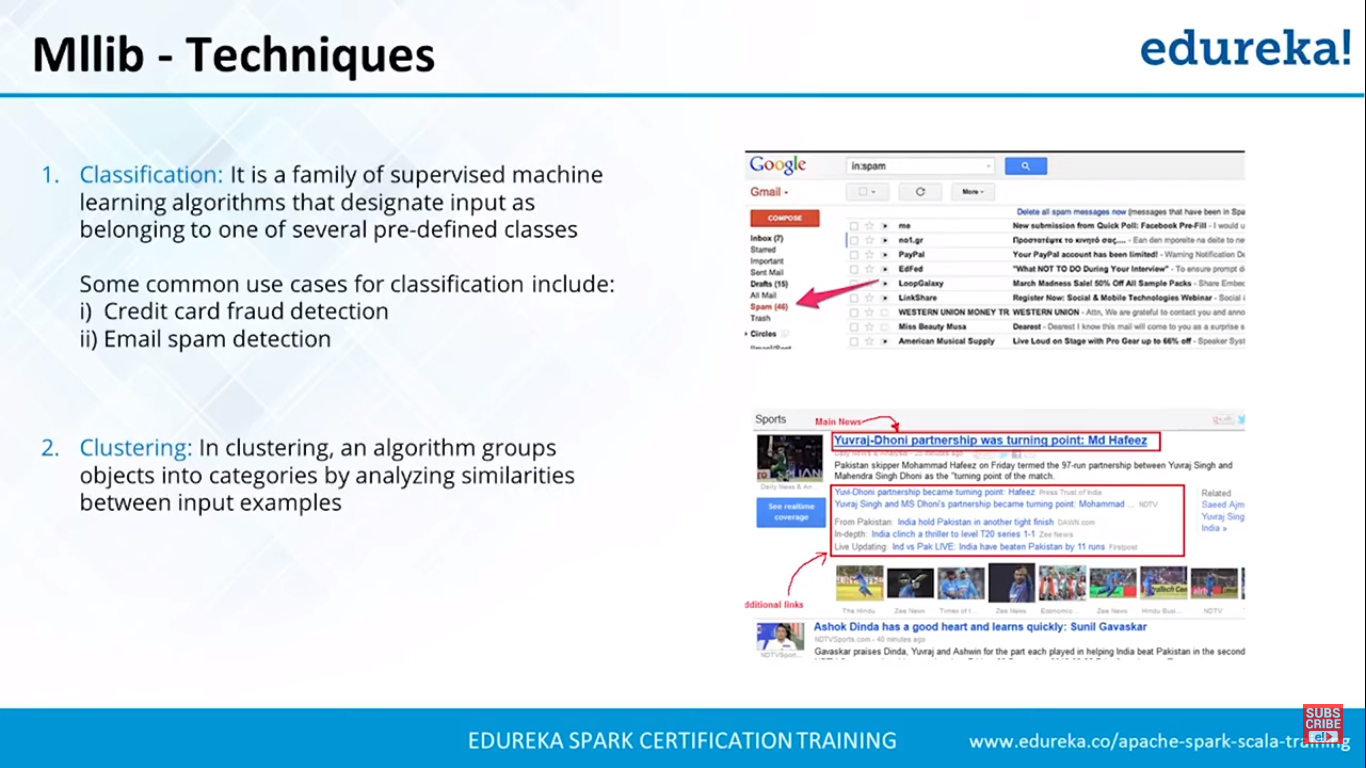 Mllib - Techniques
edureka!
1. Classification: It is a family of supervised machine
learning algorithms that designate input as
belonging to one of several pre-defined classes
Some common use cases for classification include:
i) Credit card fraud detection
ii) Email spam detection
2. Clustering: In clustering, an algorithm groups
objects into categories by analyzing similarities
between input examples
Google
in:spam
Gmail
More
Delete all spam messages now (messages that have been in Spa
COMPOSE
Inbox (7)
Starred
Important
Sent Mail
Drafts (15)
All Mail
Spam (46)
Trash
Circles
me New submission from Quick Poll: Facebook Pre-Fill - I would u
no1.gr Προστατέψτε το κινητό σας.... - Ean den mporeite na deite to ne
PayPal Your PayPal account has been limited! - Warning Notification De
EdFed "What NOT TO DO During Your Interview" - To ensure prompt d
LoopGalaxy March Madness Sale! 50% Off All Sample Packs - Share Embec
LinkShare Register Now: Social & Mobile Technologies Webinar - Social i
WESTERN UNION MONEY TR. WESTERN UNION - Attn, We are grateful to contact you and anno
Miss Beauty Musa Dearest - Dearest I know this mail will come to you as a surprise s
American Musical Supply Live Loud on Stage with Pro Gear up to 66% off - Speaker Syst
Sports
Main News
Yuvraj-Dhoni partnership was turning point: Md Hafeez
Pakistan skipper Mohammad Hafeez on Friday termed the 97-run partnership between Yuvraj Singh and
Mahendra Singh Dhoni as the "turning point of the match.
Daily News & An...
See realtime
coverage
Yuvi-Dhoni partnership became turning point: Hafeez Press Trust of India
Yuvraj Singh and MS Dhoni's partnership became turning point: Mohammad ... NDTV
From Pakistan: India hold Pakistan in another tight finish DAWN.com
In-depth: India clinch a thriller to level T20 series 1-1 Zee News
Live Updating: Ind vs Pak LIVE: India have beaten Pakistan by 11 runs Firstpost
Related
Saeed Ajm
Yuvraj Sing
India »
dditional links
The Hindu Zee News Times of I... Zee News Economic... Zee News Hindu Busi... NDTV
Ashok Dinda has a good heart and learns quickly: Sunil Gavaskar
NDTVSports.com - 40 minutes ago
NDTVSport...
Gavaskar praises Dinda, Yuvraj and Ashwin for the part each played in helping India beat Pakistan in the second
EDUREKA SPARK CERTIFICATION TRAINING
www.edureka.co/apache-spark-scala-training
SUBS
CRIBE
e!